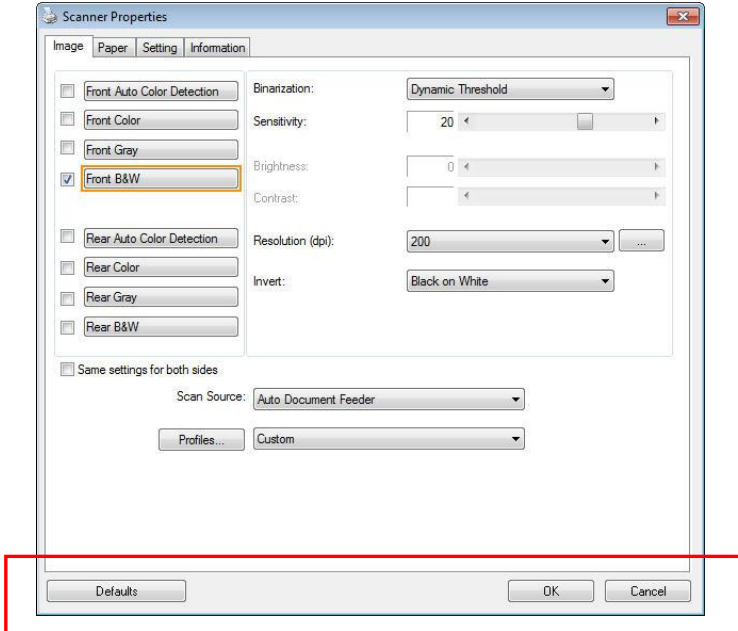 Scanner Properties
Image Paper Setting Information
Front Auto Color Detection
Front Color
Front Gray
Front B&W
Rear Auto Color Detection
Rear Color
Rear Gray
Rear B&W
Binarization: Dynamic Threshold
Sensitivity: 20
Brightness: 0
Contrast:
Resolution (dpi): 200 ...
Invert: Black on White
Same settings for both sides
Scan Source: Auto Document Feeder
Profiles... Custom
Defaults OK Cancel